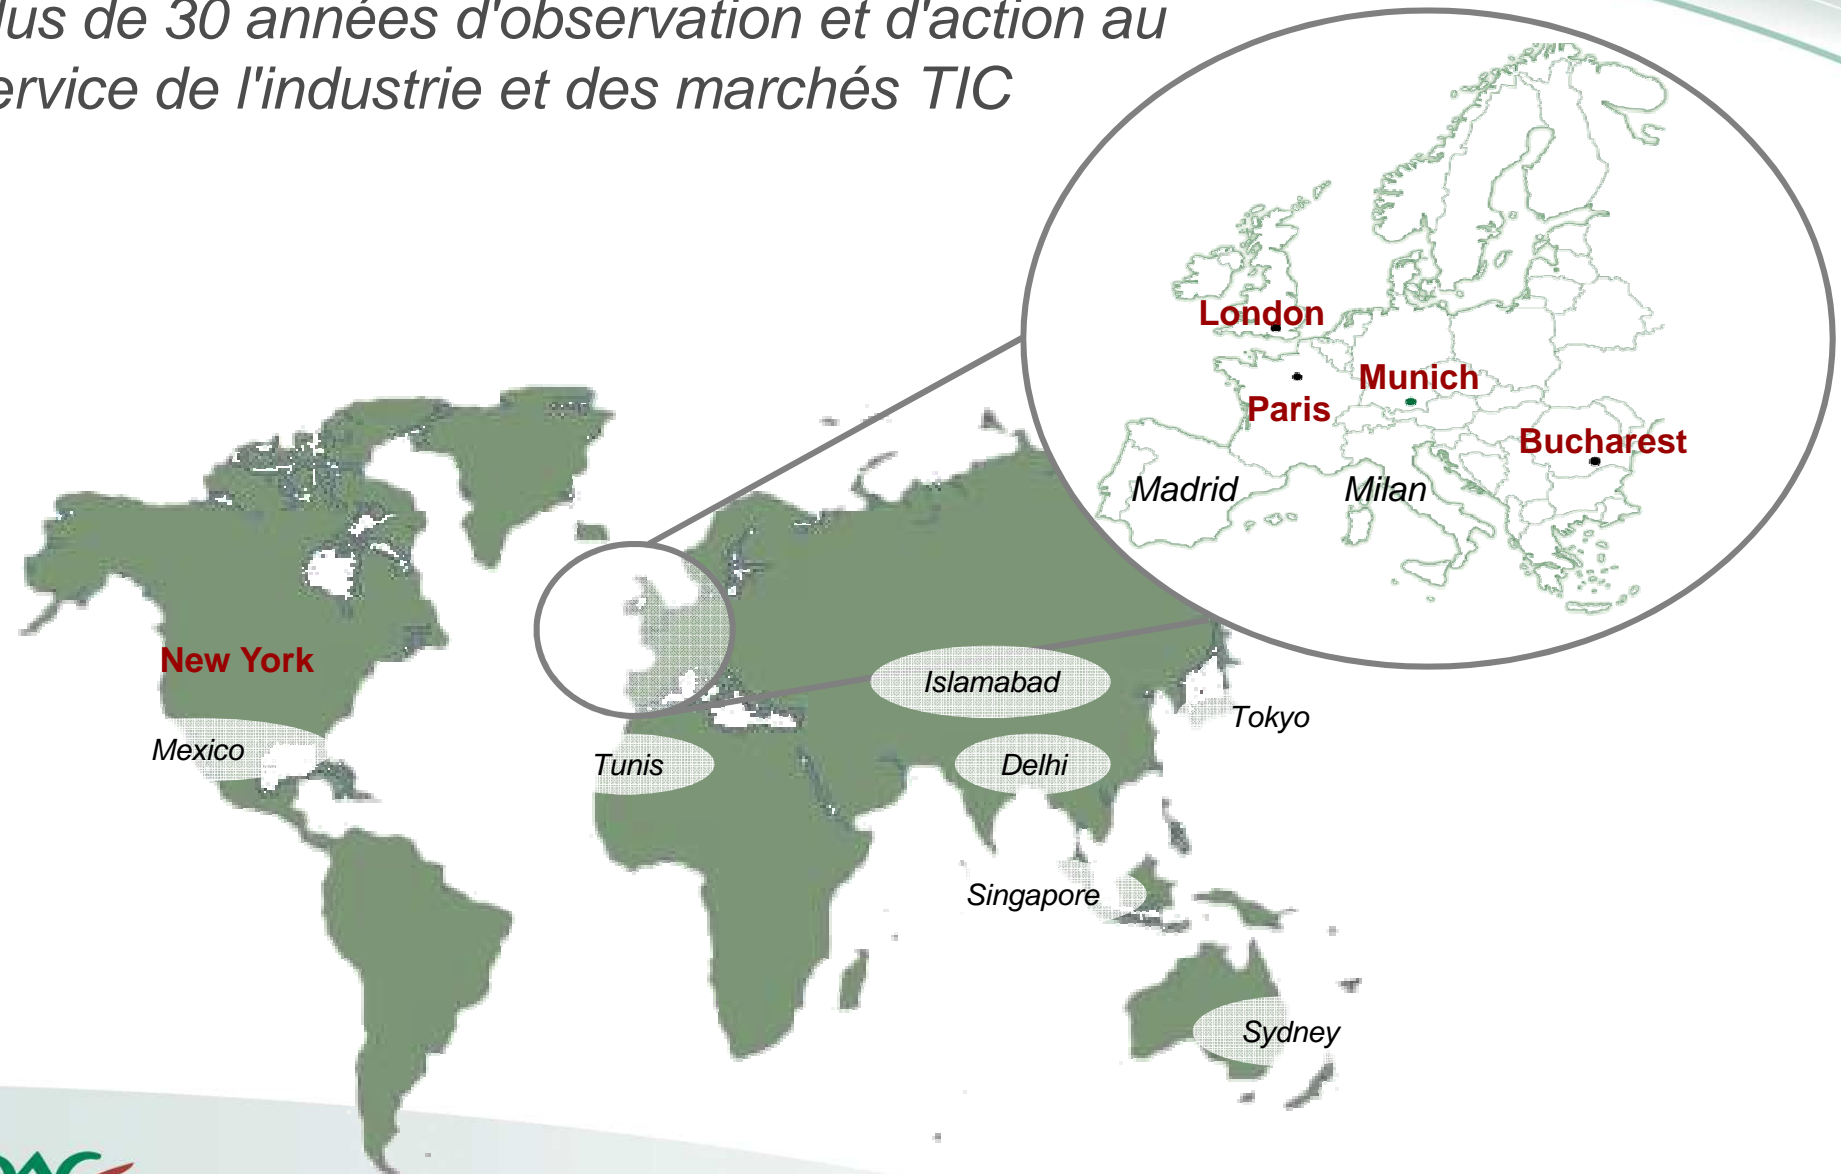 lus de 30 années d'observation et d'action au
ervice de l'industrie et des marchés TIC
London
Munich
Paris
Bucharest
Madrid
Milan
New York
Islamabad
Tokyo
Mexico
Tunis
Delhi
Singapore
Sydney